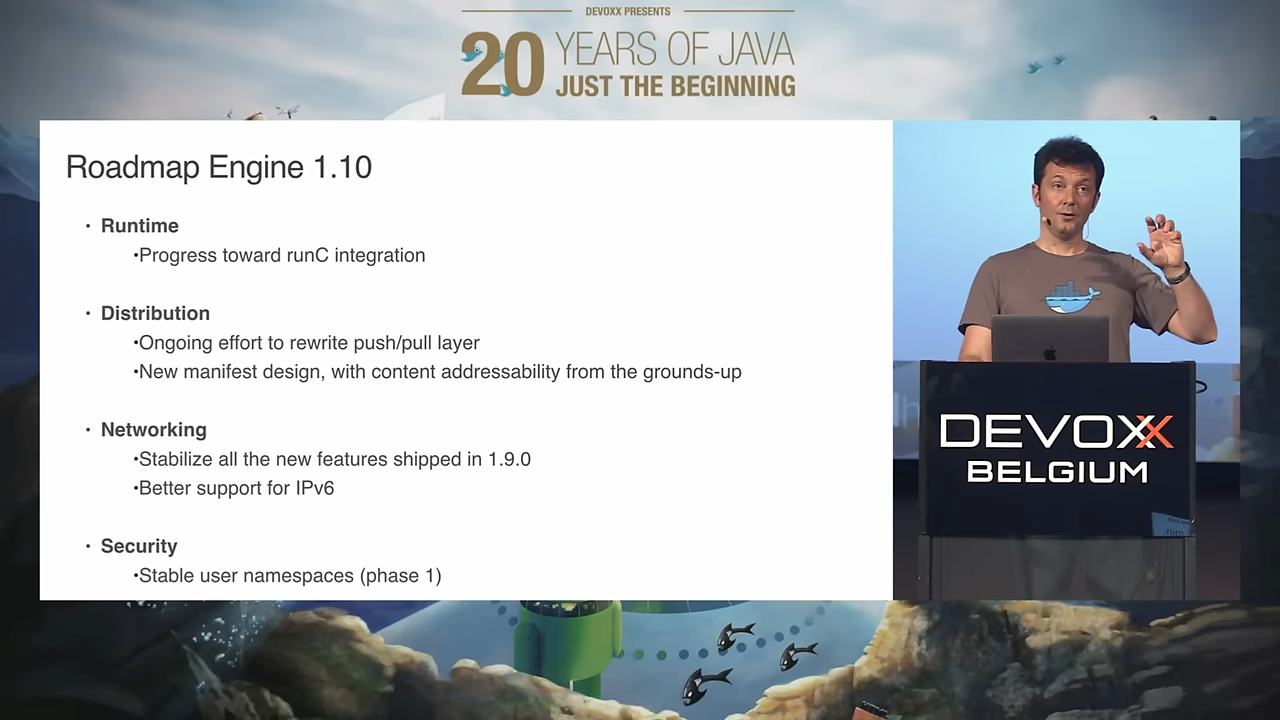 DEVOXX PRESENTS
20 YEARS OF JAVA
JUST THE BEGINNING
Roadmap Engine 1.10
· Runtime
•Progress toward runC integration
· Distribution
•Ongoing effort to rewrite push/pull layer
•New manifest design, with content addressability from the grounds-up
· Networking
•Stabilize all the new features shipped in 1.9.0
•Better support for IPv6
· Security
•Stable user namespaces (phase 1)
DEVOXX
BELGIUM